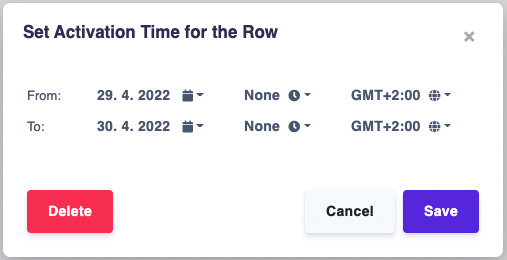 Set Activation Time for the Row
×
From: 29. 4. 2022 None GMT+2:00
To: 30. 4. 2022 None GMT+2:00
Delete Cancel Save